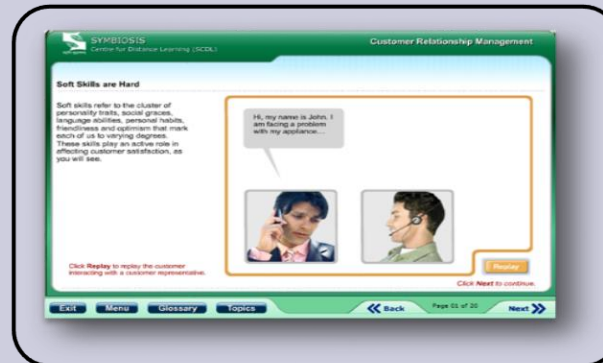 SYMBIOSIS
Centre for Distance Learning (SCDL)
Customer Relationship Management
Soft Skills are Hard
Soft skills refer to the cluster of
personality traits, social graces,
language abilities, personal habits,
friendliness and optimism that mark
each of us to varying degrees.
These skills play an active role in
affecting customer satisfaction, as
you will see.
Hi, my name is John. I
am facing a problem
with my appliance...
Click Replay to replay the customer
interacting with a customer representative.
Replay
Click Next to continue.
Exit
Menu
Glossary
Topics
Back
Page 01 of 20
Next